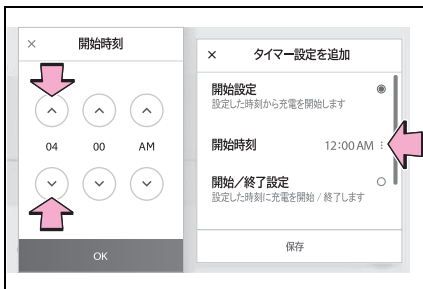 × 開始時刻
04 00 AM
OK
× タイマー設定を追加
開始設定
設定した時刻から充電を開始します
開始時刻 12:00 AM
開始／終了設定
設定した時刻に充電を開始 / 終了します
保存